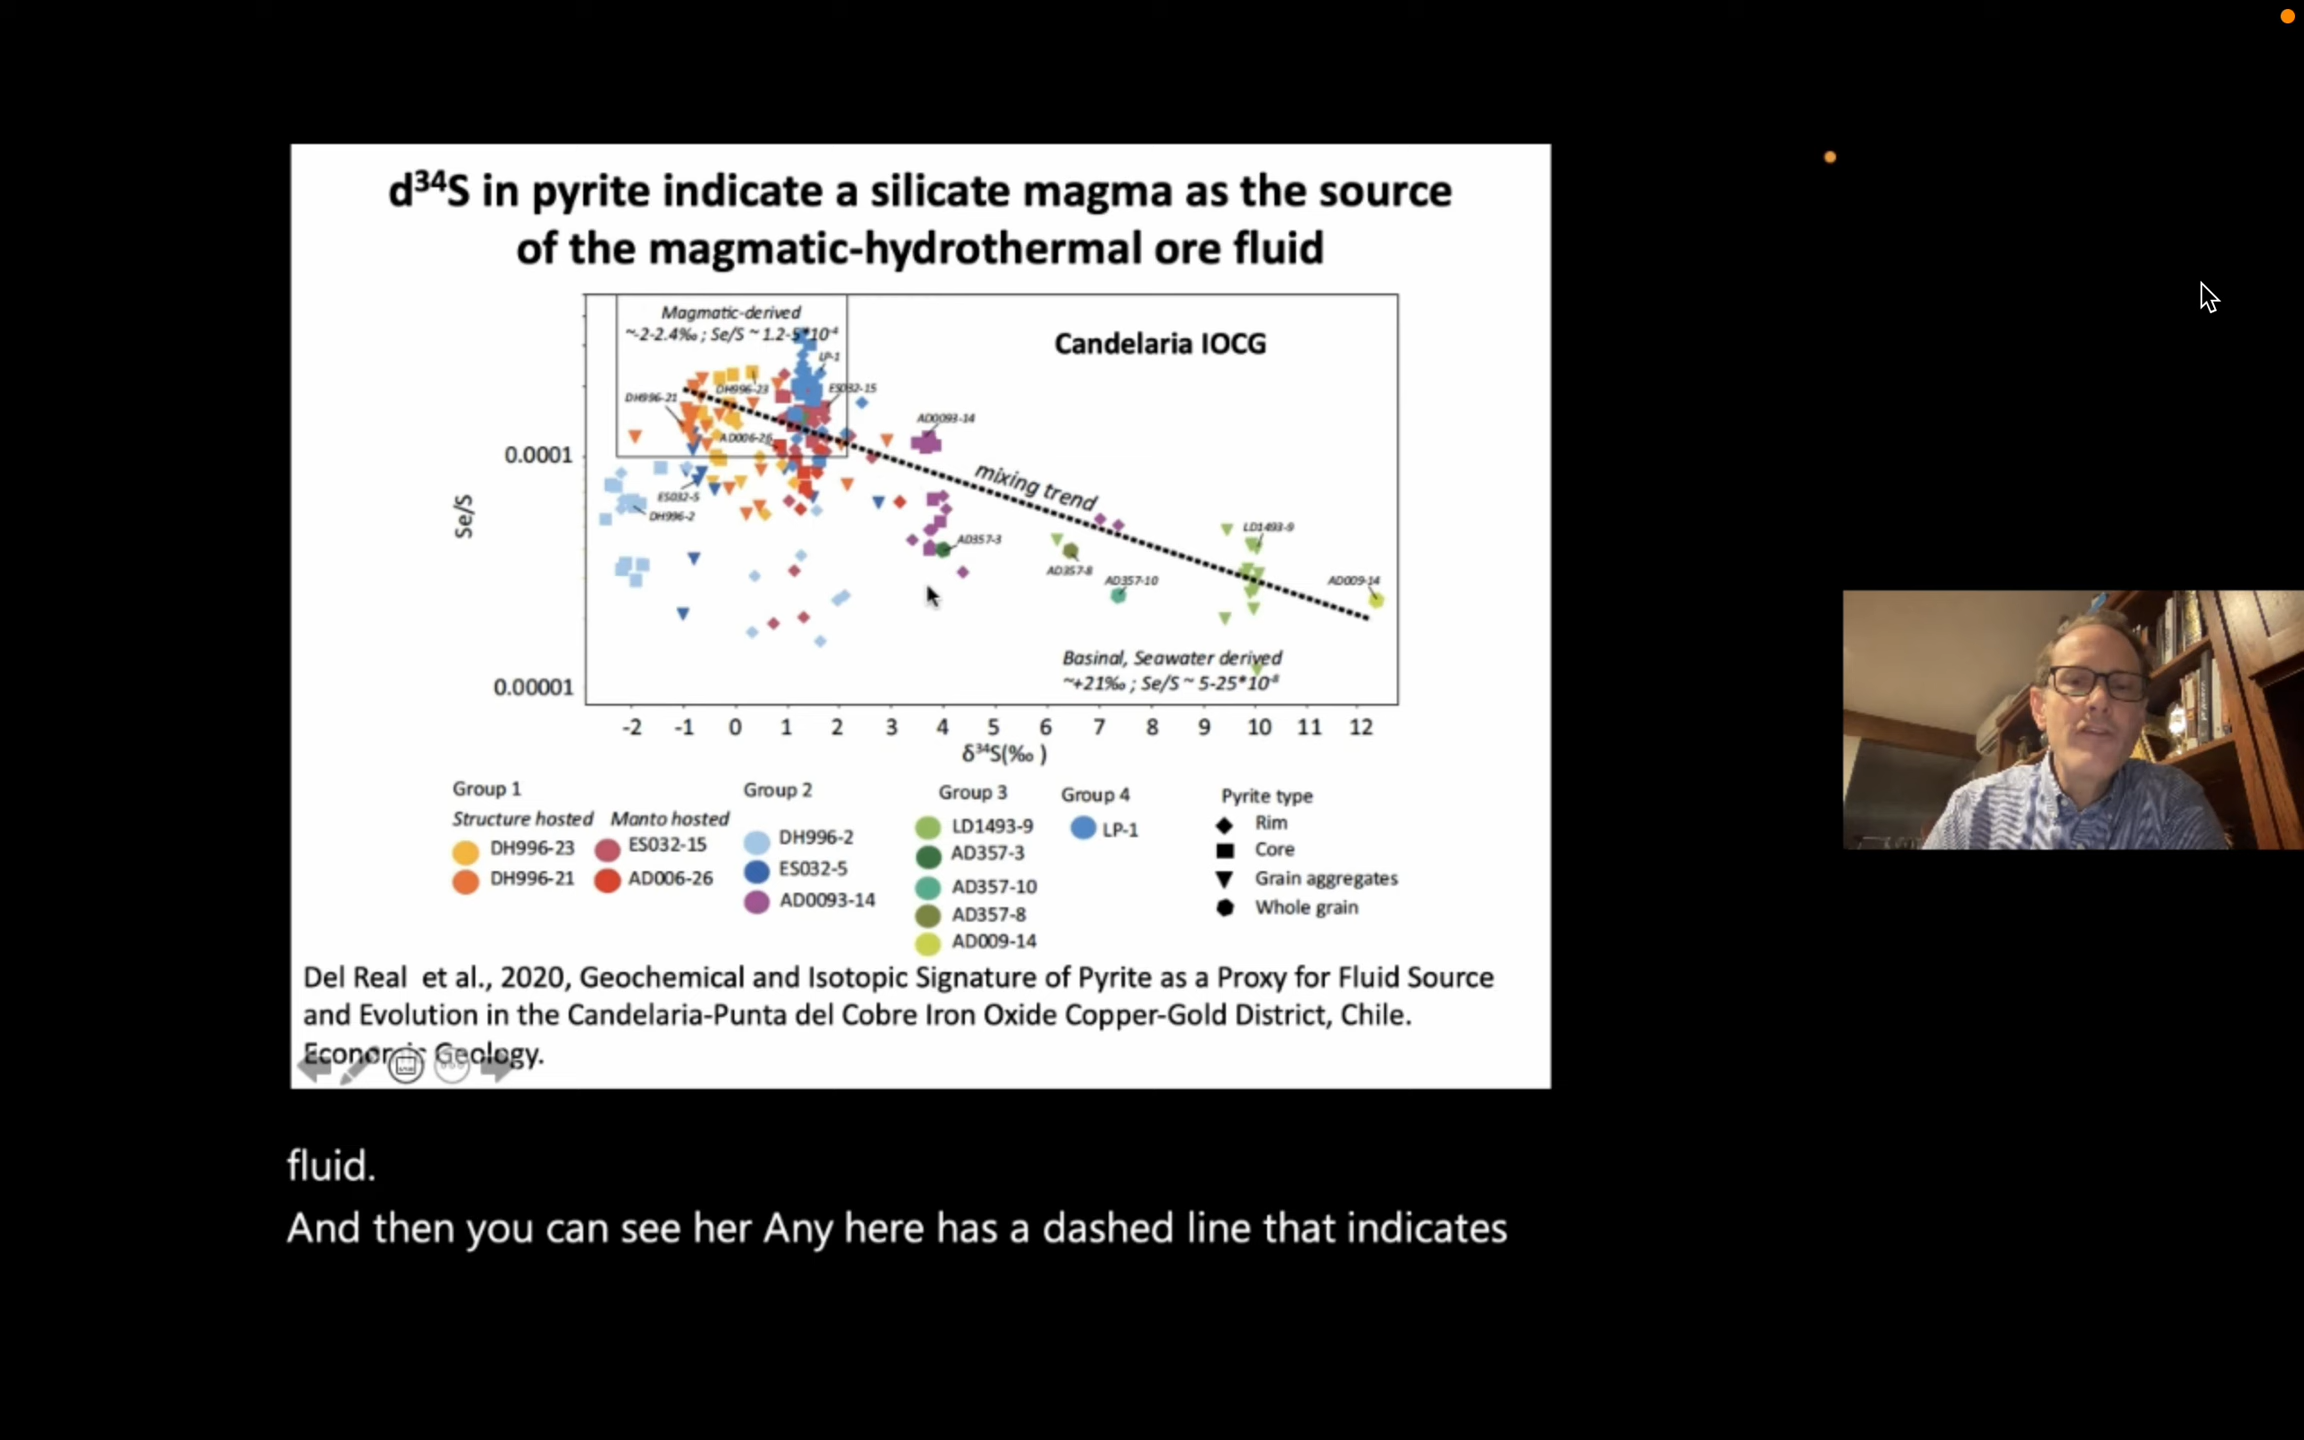 d³⁴S in pyrite indicate a silicate magma as the source
of the magmatic-hydrothermal ore fluid
Magmatic-derived
~-2-2.4‰ ; Se/S ~ 1.2-5*10⁻⁴
Candelaria IOCG
LP-1
DH996-23
ES032-15
DH996-21
AD0093-14
AD006-26
0.0001
mixing trend
ES032-5
DH996-2
Se/S
LD1493-9
AD357-3
AD357-8
AD357-10
AD009-14
Basinal, Seawater derived
~+21‰ ; Se/S ~ 5-25*10⁻⁸
0.00001
-2 -1 0 1 2 3 4 5 6 7 8 9 10 11 12
δ³⁴S(‰ )
Group 1
Structure hosted Manto hosted
DH996-23 ES032-15
DH996-21 AD006-26
Group 2
DH996-2
ES032-5
AD0093-14
Group 3
LD1493-9
AD357-3
AD357-10
AD357-8
AD009-14
Group 4
LP-1
Pyrite type
Rim
Core
Grain aggregates
Whole grain
Del Real et al., 2020, Geochemical and Isotopic Signature of Pyrite as a Proxy for Fluid Source
and Evolution in the Candelaria-Punta del Cobre Iron Oxide Copper-Gold District, Chile.
Economic Geology.
fluid.
And then you can see her Any here has a dashed line that indicates